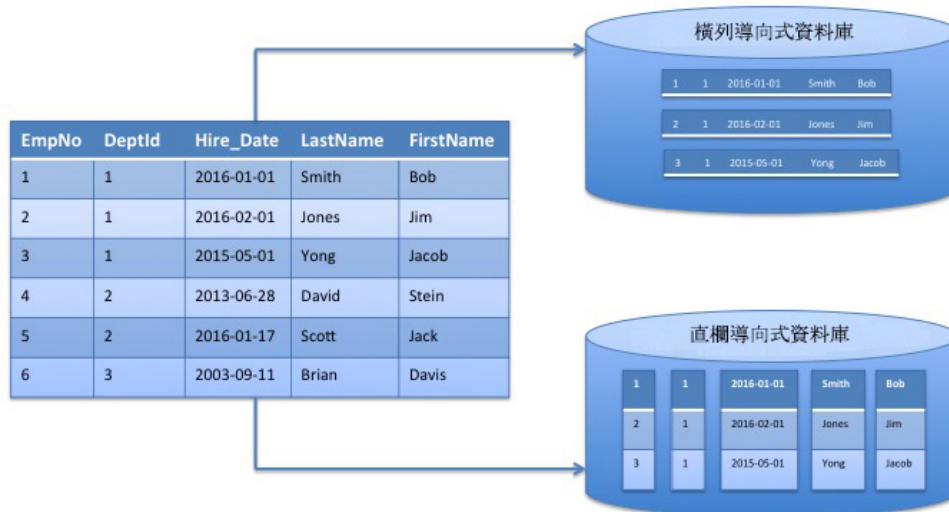 EmpNo DeptId Hire_Date LastName FirstName
1 1 2016-01-01 Smith Bob
2 1 2016-02-01 Jones Jim
3 1 2015-05-01 Yong Jacob
4 2 2013-06-28 David Stein
5 2 2016-01-17 Scott Jack
6 3 2003-09-11 Brian Davis
橫列導向式資料庫
1 1 2016-01-01 Smith Bob
2 1 2016-02-01 Jones Jim
3 1 2015-05-01 Yong Jacob
直欄導向式資料庫
1 1 2016-01-01 Smith Bob
2 1 2016-02-01 Jones Jim
3 1 2015-05-01 Yong Jacob